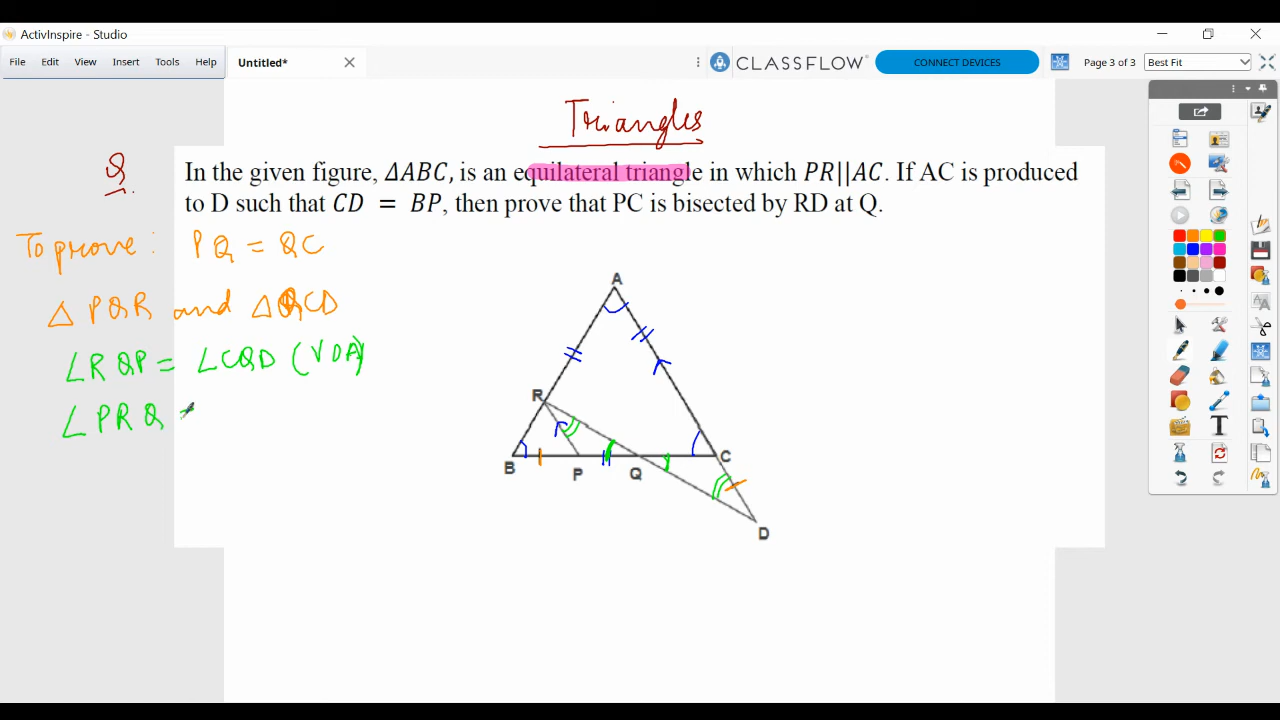 ActivInspire - Studio
File Edit View Insert Tools Help Untitled* CLASSFLOW CONNECT DEVICES Page 3 of 3 Best Fit
Triangles
Q
In the given figure, ΔABC, is an equilateral triangle in which PR||AC. If AC is produced
to D such that CD = BP, then prove that PC is bisected by RD at Q.
To prove : PQ = QC
△ PQR and △QCD
∠RQP = ∠CQD (VOA)
∠PRQ =
A
R
B
P
Q
C
D
T